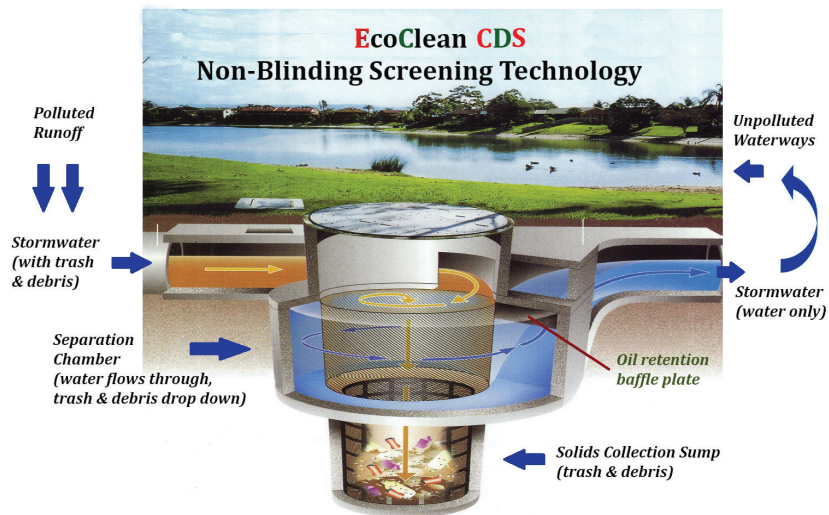 EcoClean CDS
Non-Blinding Screening Technology
Polluted
Runoff
Unpolluted
Waterways
Stormwater
(with trash
& debris)
Stormwater
(water only)
Separation
Chamber
(water flows through,
trash & debris drop down)
Oil retention
baffle plate
Solids Collection Sump
(trash & debris)